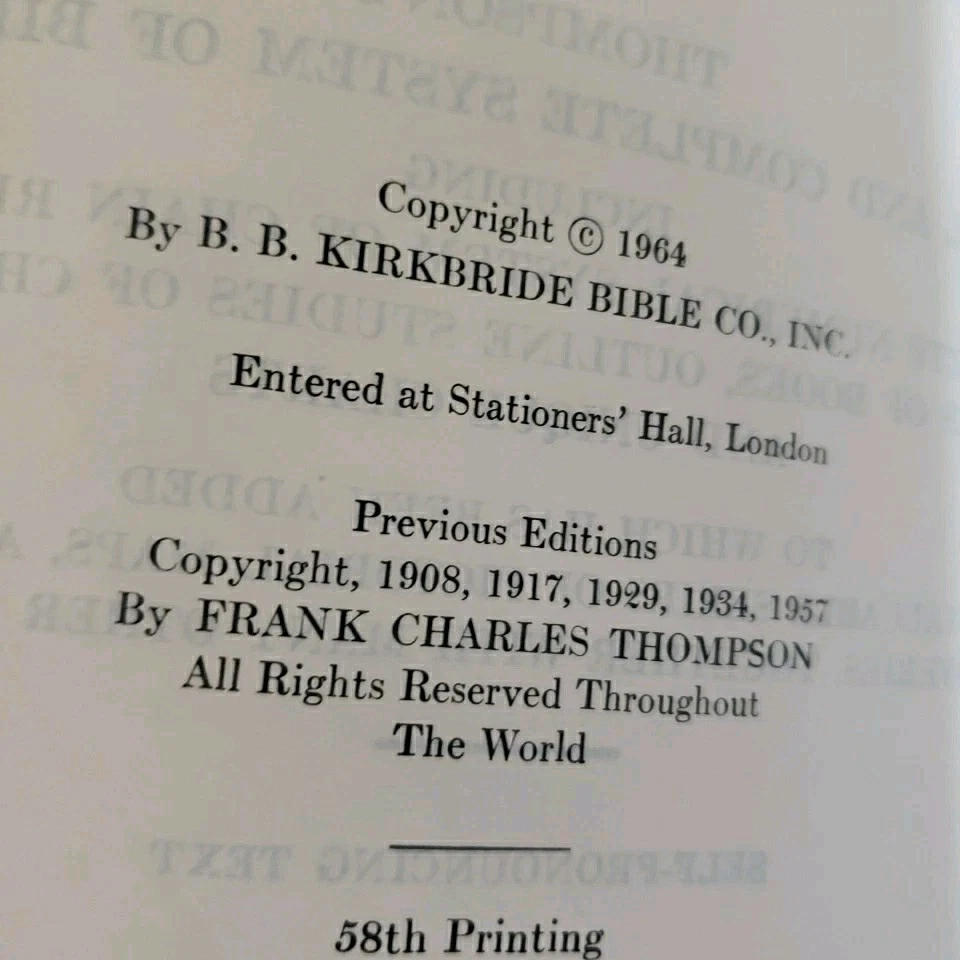 Copyright © 1964
By B. B. KIRKBRIDE BIBLE CO., INC.
Entered at Stationers' Hall, London
Previous Editions
Copyright, 1908, 1917, 1929, 1934, 1957
By FRANK CHARLES THOMPSON
All Rights Reserved Throughout
The World
58th Printing